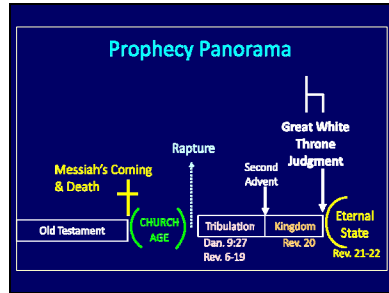 Prophecy Panorama
Great White
Throne
Judgment
Rapture
Messiah's Coming
& Death
Second
Advent
CHURCH
AGE
Eternal
State
Old Testament
Tribulation
Kingdom
Dan. 9:27
Rev. 6-19
Rev. 20
Rev. 21-22